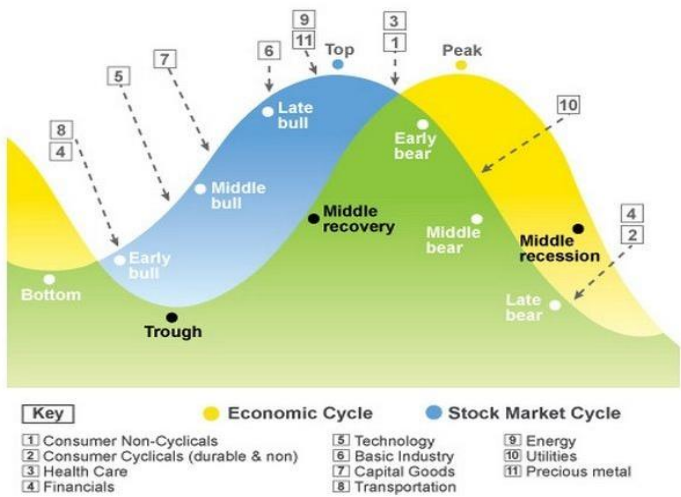 9
11
Top
3
1
Peak
6
7
5
Late
bull
10
8
4
Early
bear
Middle
bull
Middle
recovery
Middle
bear
4
2
Middle
recession
Early
bull
Bottom
Late
bear
Trough
Key
Economic Cycle
Stock Market Cycle
1 Consumer Non-Cyclicals
2 Consumer Cyclicals (durable & non)
3 Health Care
4 Financials
5 Technology
6 Basic Industry
7 Capital Goods
8 Transportation
9 Energy
10 Utilities
11 Precious metal